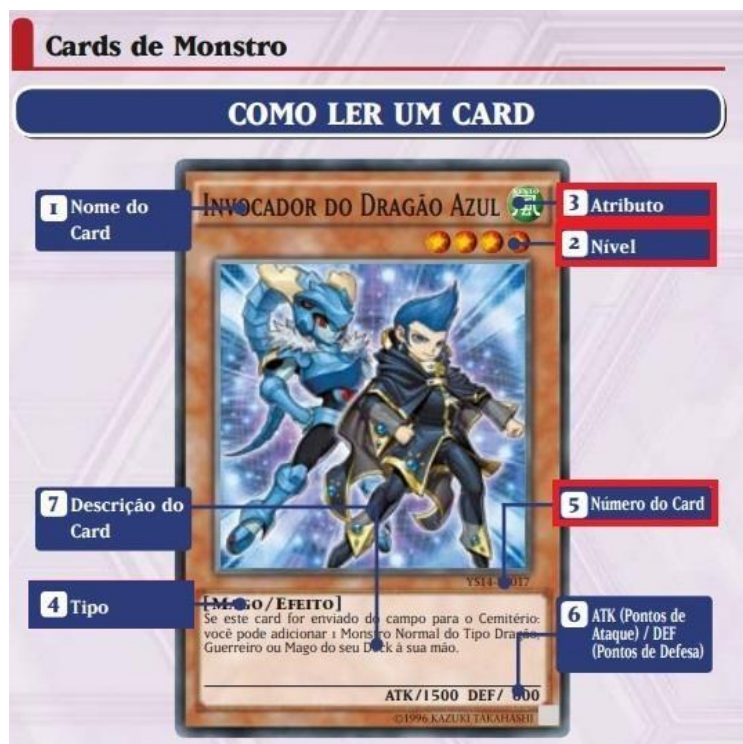 Cards de Monstro
COMO LER UM CARD
1 Nome do
Card
INVOCADOR DO DRAGÃO AZUL
3 Atributo
2 Nível
7 Descrição do
Card
5 Número do Card
4 Tipo
[MAGO/EFEITO]
Se este card for enviado do campo para o Cemitério:
você pode adicionar 1 Monstro Normal do Tipo Dragão,
Guerreiro ou Mago do seu Deck à sua mão.
6 ATK (Pontos de
Ataque) / DEF
(Pontos de Defesa)
ATK/1500 DEF/ 600
©1996 KAZUKI TAKAHASHI